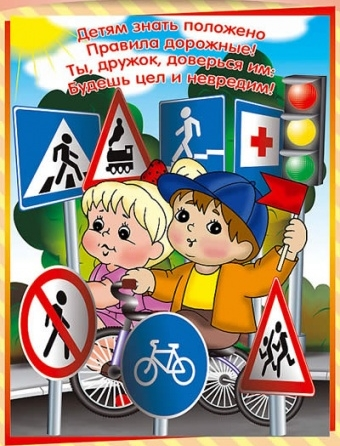 Детям знать положено
Правила дорожные!
Ты, дружок, доверься им:
Будешь цел и невредим!